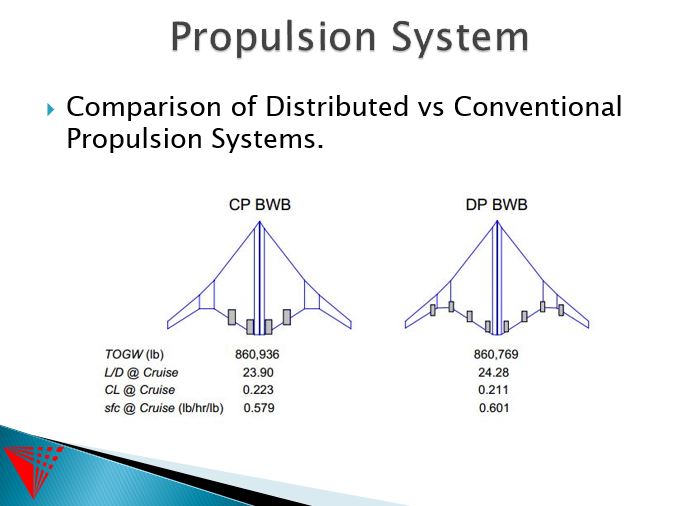 Propulsion System
Comparison of Distributed vs Conventional
Propulsion Systems.
CP BWB DP BWB
TOGW (lb) 860,936 860,769
L/D @ Cruise 23.90 24.28
CL @ Cruise 0.223 0.211
sfc @ Cruise (lb/hr/lb) 0.579 0.601